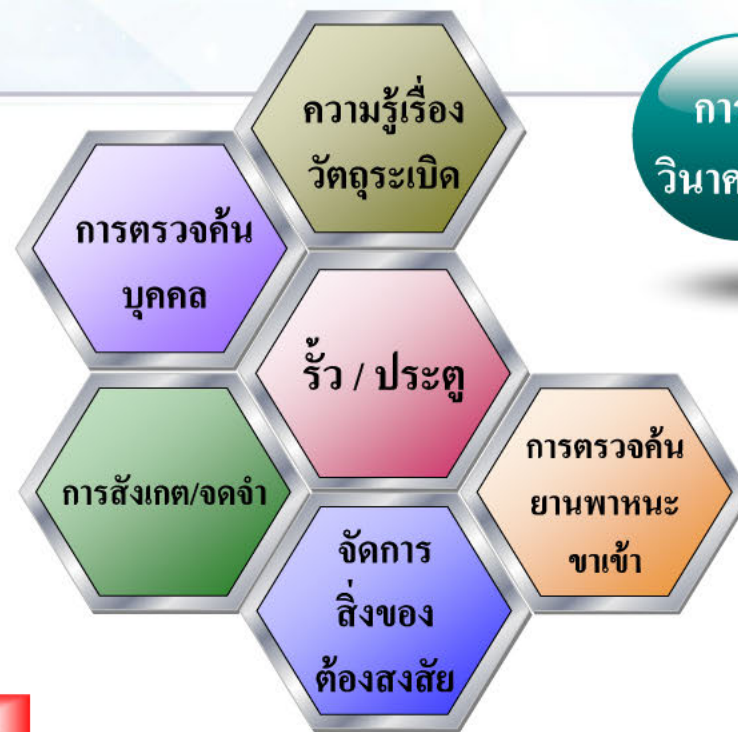 ความรู้เรื่อง
วัตถุระเบิด
การตรวจค้น
บุคคล
รั้ว / ประตู
การสังเกต/จดจำ
การตรวจค้น
ยานพาหนะ
ขาเข้า
จัดการ
สิ่งของ
ต้องสงสัย